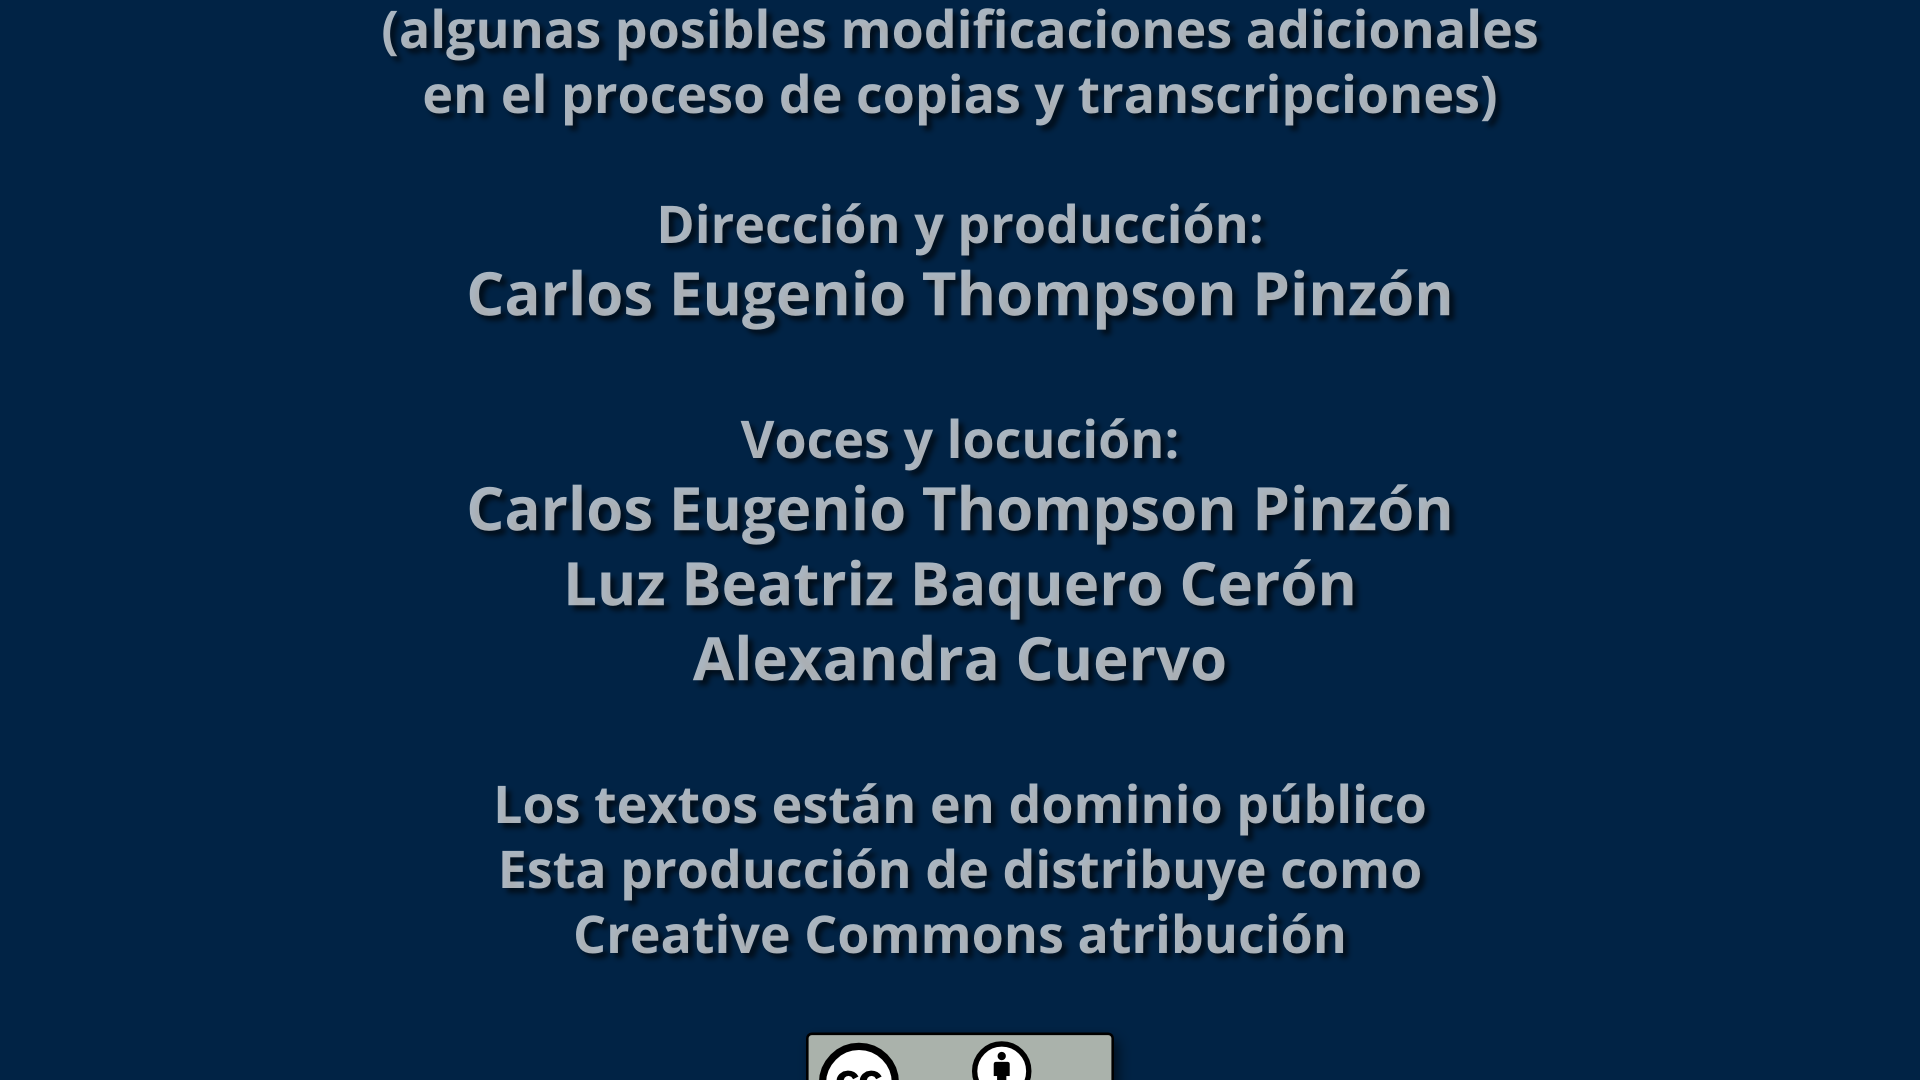 (algunas posibles modificaciones adicionales
en el proceso de copias y transcripciones)
Dirección y producción:
Carlos Eugenio Thompson Pinzón
Voces y locución:
Carlos Eugenio Thompson Pinzón
Luz Beatriz Baquero Cerón
Alexandra Cuervo
Los textos están en dominio público
Esta producción de distribuye como
Creative Commons atribución
cc